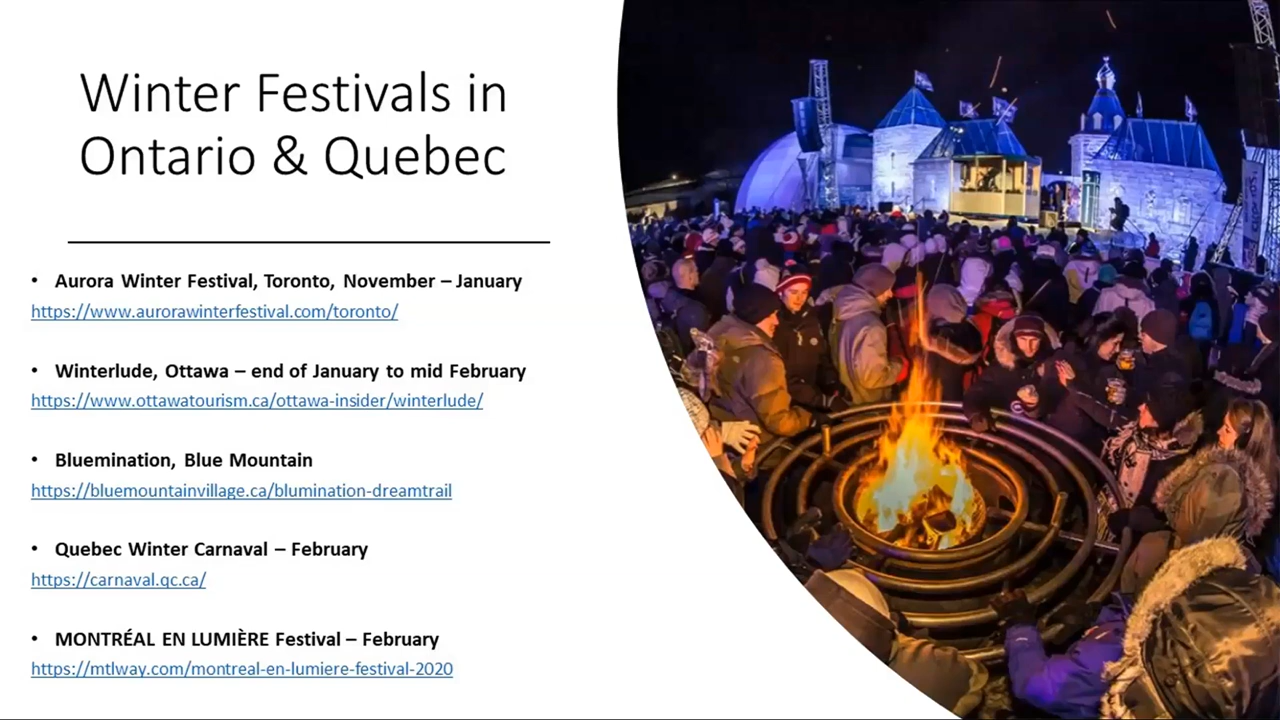 Winter Festivals in
Ontario & Quebec
• Aurora Winter Festival, Toronto, November – January
https://www.aurorawinterfestival.com/toronto/
• Winterlude, Ottawa – end of January to mid February
https://www.ottawatourism.ca/ottawa-insider/winterlude/
• Bluemination, Blue Mountain
https://bluemountainvillage.ca/blumination-dreamtrail
• Quebec Winter Carnaval – February
https://carnaval.qc.ca/
• MONTRÉAL EN LUMIÈRE Festival – February
https://mtlway.com/montreal-en-lumiere-festival-2020